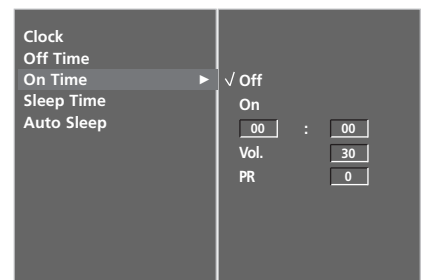 Clock
Off Time
On Time ►
Sleep Time
Auto Sleep
√ Off
On
00 : 00
Vol. 30
PR 0